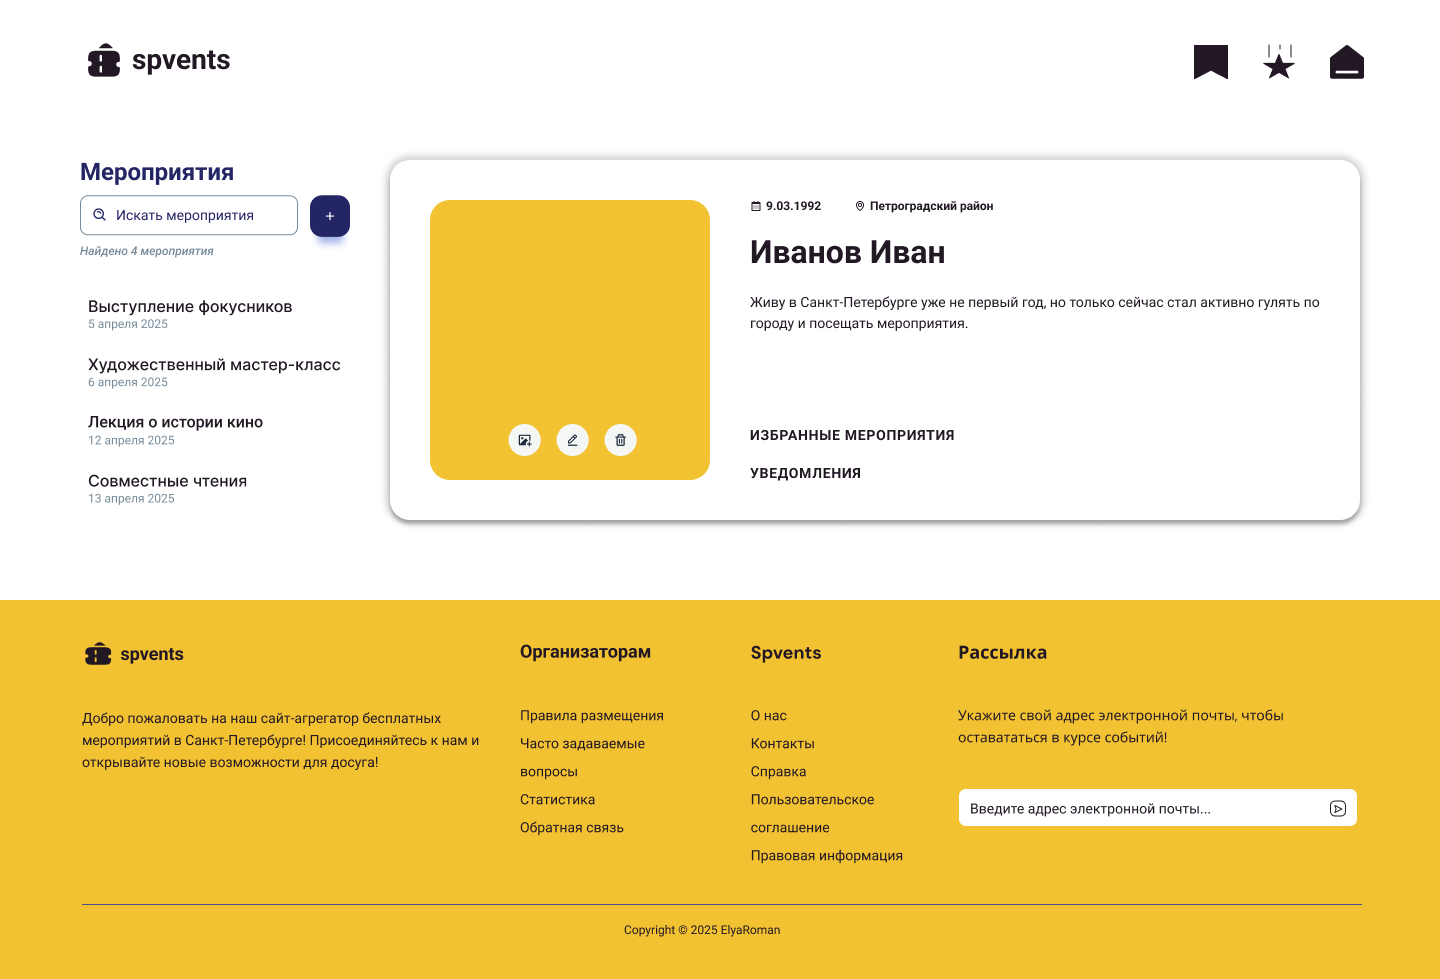 spvents
Мероприятия
Искать мероприятия
+
Найдено 4 мероприятия
Выступление фокусников
5 апреля 2025
Художественный мастер-класс
6 апреля 2025
Лекция о истории кино
12 апреля 2025
Совместные чтения
13 апреля 2025
9.03.1992
Петроградский район
Иванов Иван
Живу в Санкт-Петербурге уже не первый год, но только сейчас стал активно гулять по
городу и посещать мероприятия.
ИЗБРАННЫЕ МЕРОПРИЯТИЯ
УВЕДОМЛЕНИЯ
spvents
Добро пожаловать на наш сайт-агрегатор бесплатных
мероприятий в Санкт-Петербурге! Присоединяйтесь к нам и
открывайте новые возможности для досуга!
Организаторам
Правила размещения
Часто задаваемые
вопросы
Статистика
Обратная связь
Spvents
О нас
Контакты
Справка
Пользовательское
соглашение
Правовая информация
Рассылка
Укажите свой адрес электронной почты, чтобы
оставататься в курсе событий!
Введите адрес электронной почты...
Copyright © 2025 ElyaRoman